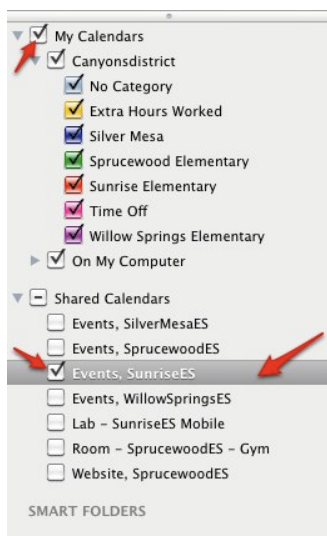 My Calendars
Canyonsdistrict
No Category
Extra Hours Worked
Silver Mesa
Sprucewood Elementary
Sunrise Elementary
Time Off
Willow Springs Elementary
On My Computer
Shared Calendars
Events, SilverMesaES
Events, SprucewoodES
Events, SunriseES
Events, WillowSpringsES
Lab – SunriseES Mobile
Room – SprucewoodES – Gym
Website, SprucewoodES
SMART FOLDERS